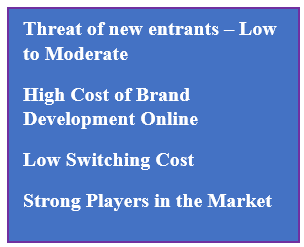 Threat of new entrants – Low
to Moderate
High Cost of Brand
Development Online
Low Switching Cost
Strong Players in the Market